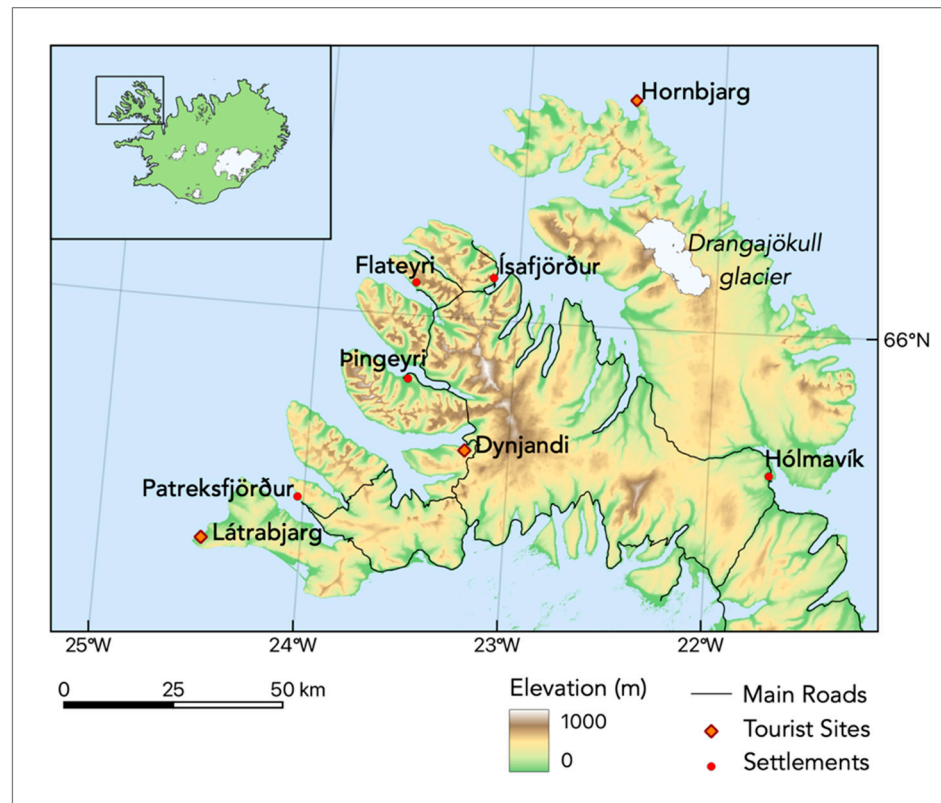 Hornbjarg
Drangajökull
glacier
Flateyri
Ísafjörður
66°N
Þingeyri
Dynjandi
Hólmavík
Patreksfjörður
Látrabjarg
25°W
24°W
23°W
22°W
0 25 50 km
Elevation (m)
1000
0
Main Roads
Tourist Sites
Settlements